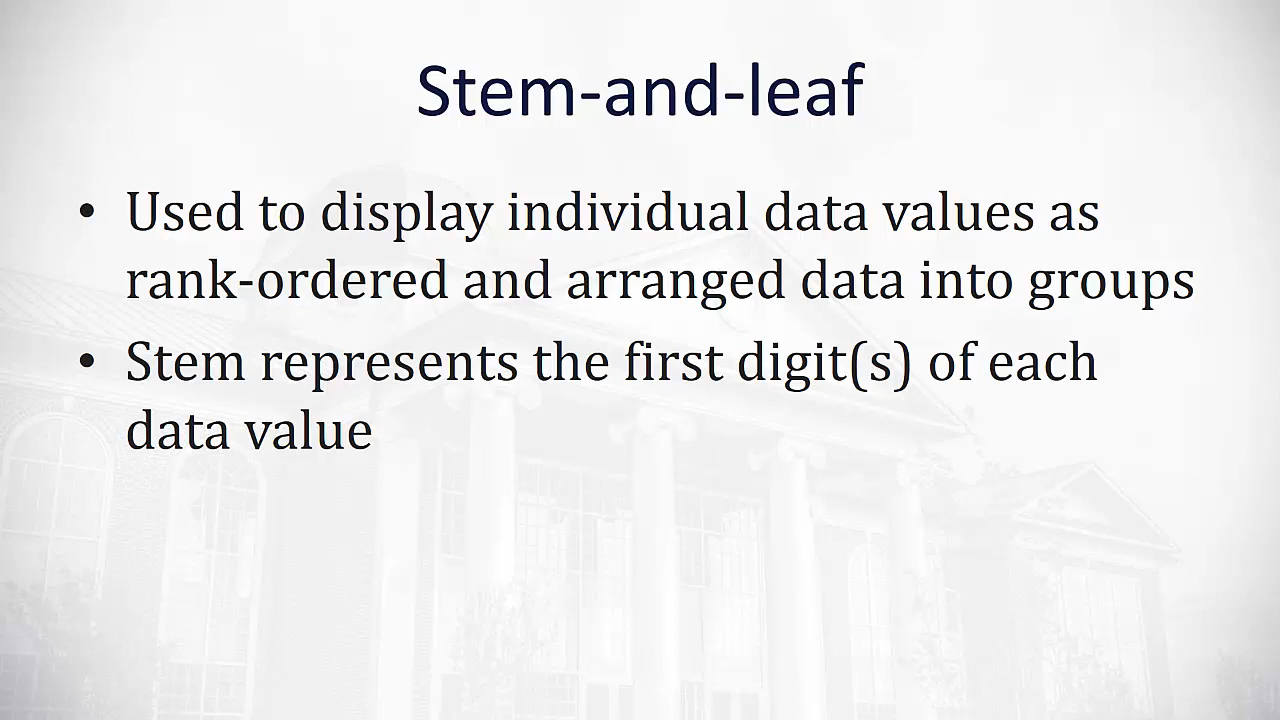 Stem-and-leaf
• Used to display individual data values as
rank-ordered and arranged data into groups
• Stem represents the first digit(s) of each
data value